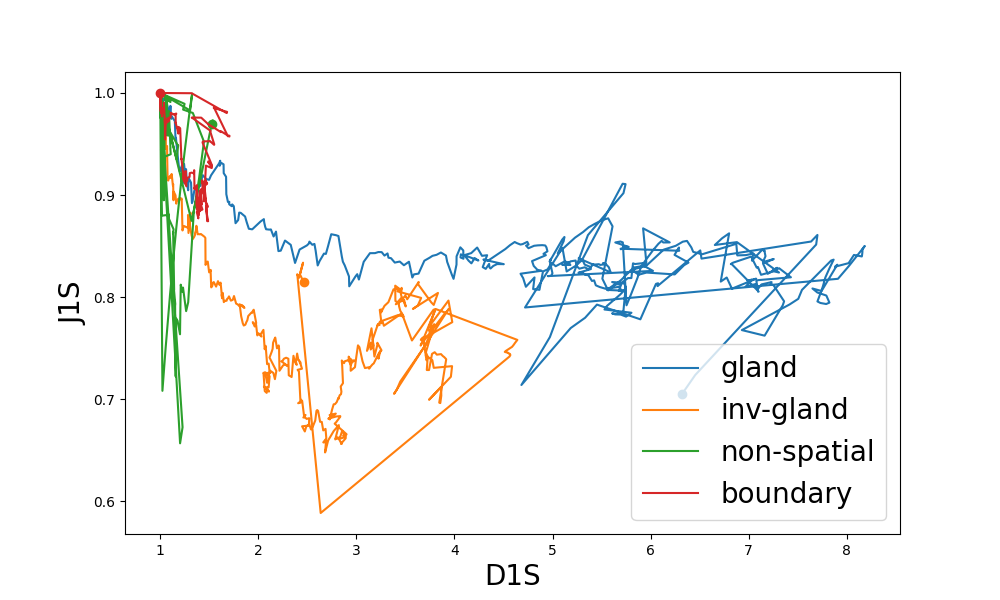 1.0
0.9
0.8
0.7
0.6
J1S
1
2
3
4
5
6
7
8
D1S
gland
inv-gland
non-spatial
boundary